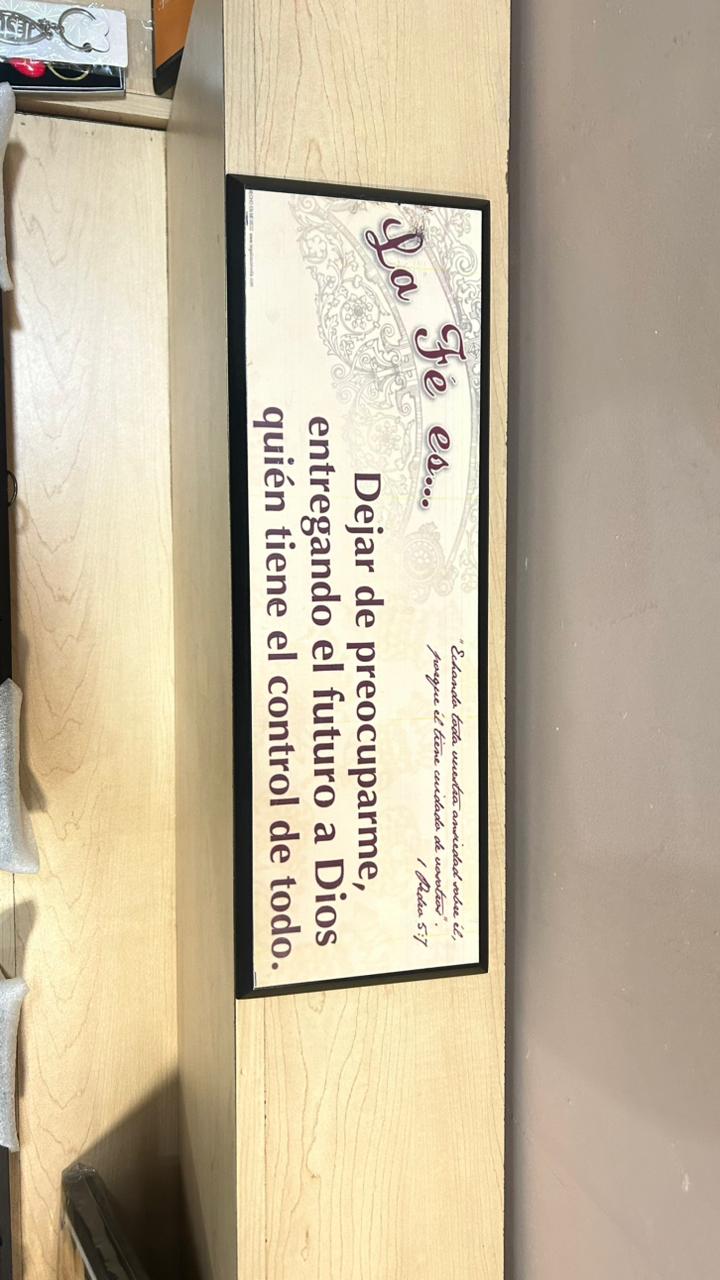 La Fé es...
"Echando toda vuestra ansiedad sobre él,
porque él tiene cuidado de vosotros".
1 Pedro 5:7
Dejar de preocuparme,
entregando el futuro a Dios
quién tiene el control de todo.